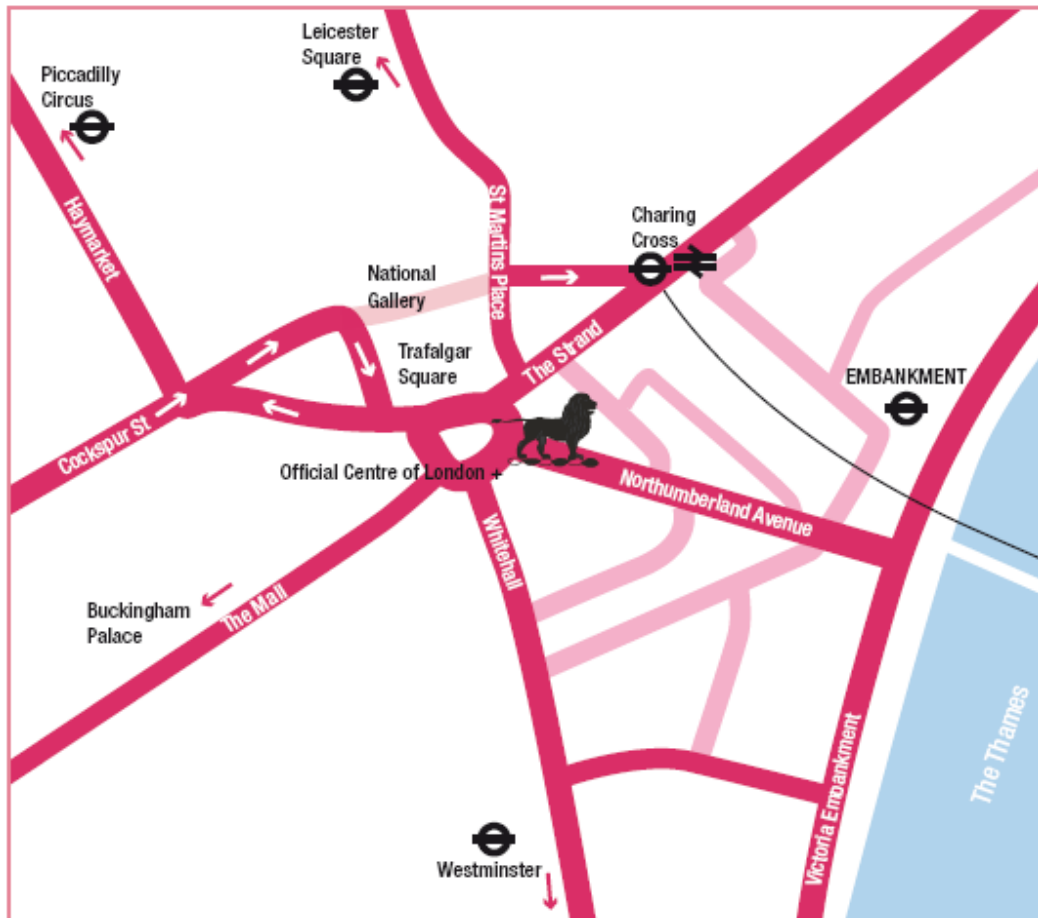 Leicester
Square
Piccadilly
Circus
Haymarket
St Martins Place
Charing
Cross
National
Gallery
Trafalgar
Square
The Strand
EMBANKMENT
Cockspur St
Official Centre of London +
Northumberland Avenue
Whitehall
Buckingham
Palace
The Mall
The Thames
Victoria Embankment
Westminster